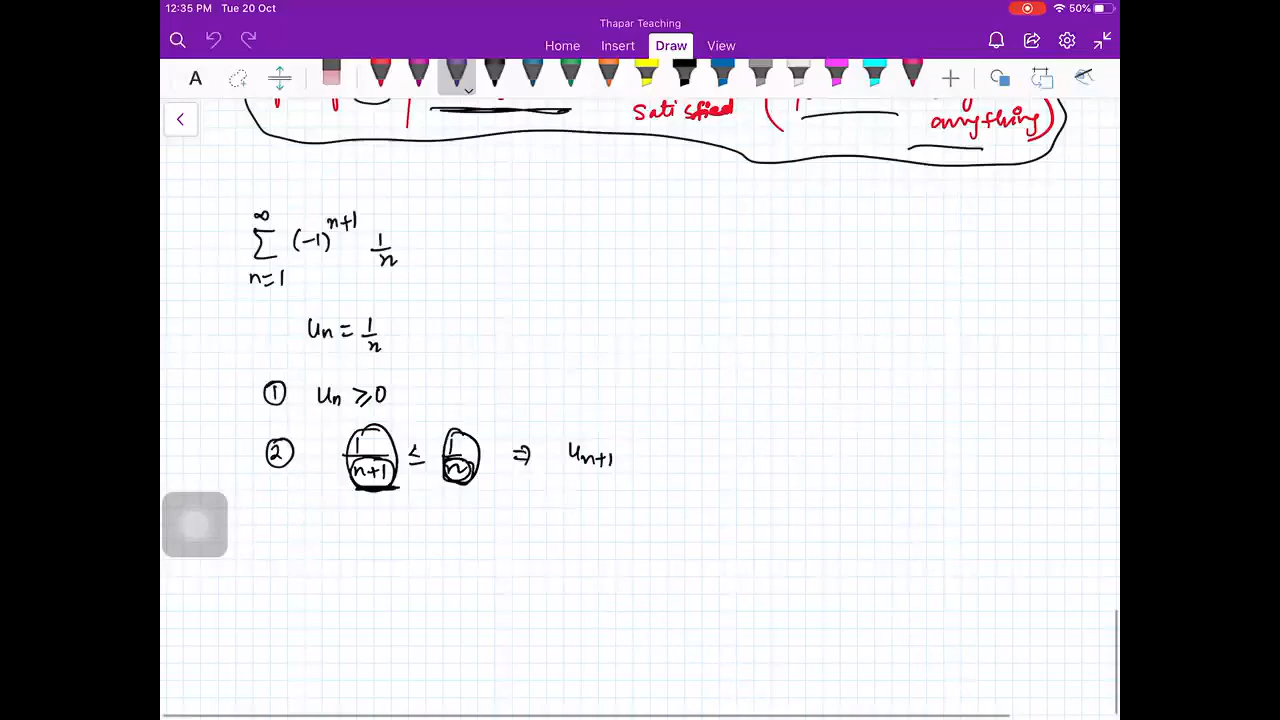 12:35 PM Tue 20 Oct
50%
Thapar Teaching
Home Insert Draw View
A
Satisfied
anything)
∞
∑ (-1)^{n+1} 1/n
n=1
un = 1/n
① un ≥ 0
② 1/(n+1) ≤ 1/n ⇒ u_{n+1}